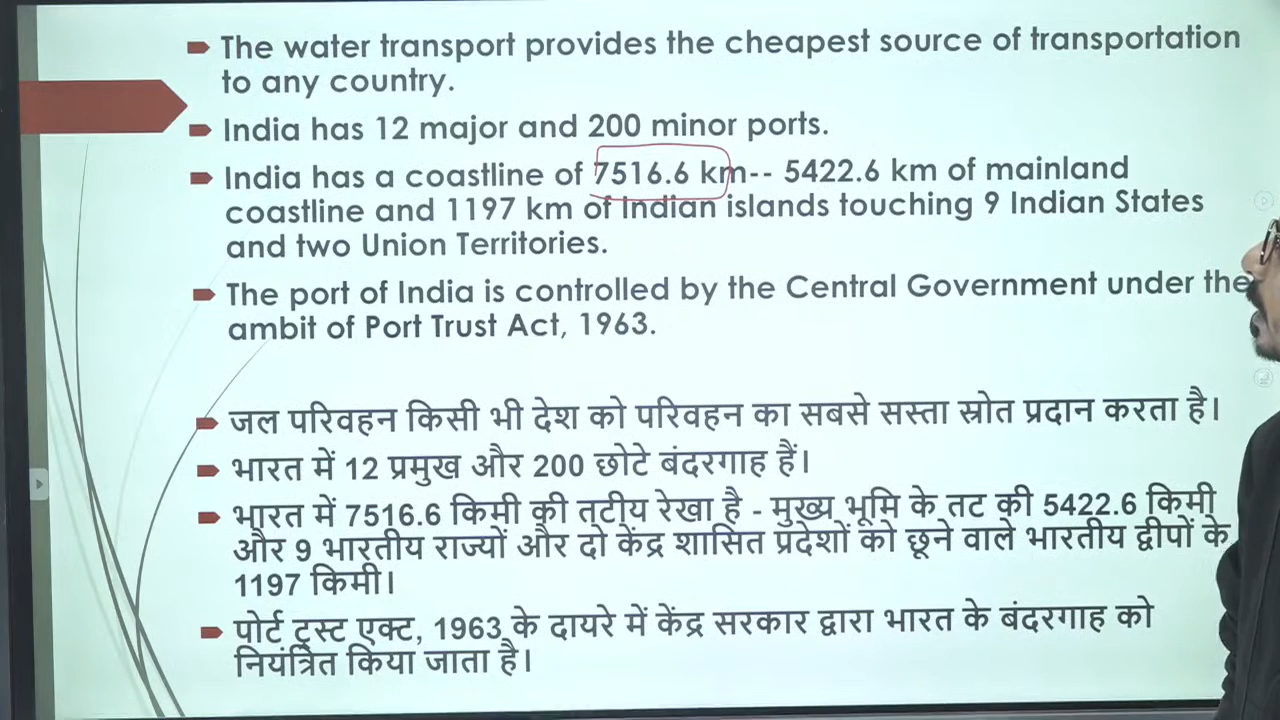 The water transport provides the cheapest source of transportation
to any country.
India has 12 major and 200 minor ports.
India has a coastline of 7516.6 km-- 5422.6 km of mainland
coastline and 1197 km of Indian islands touching 9 Indian States
and two Union Territories.
The port of India is controlled by the Central Government under the
ambit of Port Trust Act, 1963.
जल परिवहन किसी भी देश को परिवहन का सबसे सस्ता स्रोत प्रदान करता है।
भारत में 12 प्रमुख और 200 छोटे बंदरगाह हैं।
भारत में 7516.6 किमी की तटीय रेखा है - मुख्य भूमि के तट की 5422.6 किमी
और 9 भारतीय राज्यों और दो केंद्र शासित प्रदेशों को छूने वाले भारतीय द्वीपों के
1197 किमी।
पोर्ट ट्रस्ट एक्ट, 1963 के दायरे में केंद्र सरकार द्वारा भारत के बंदरगाह को
नियंत्रित किया जाता है।